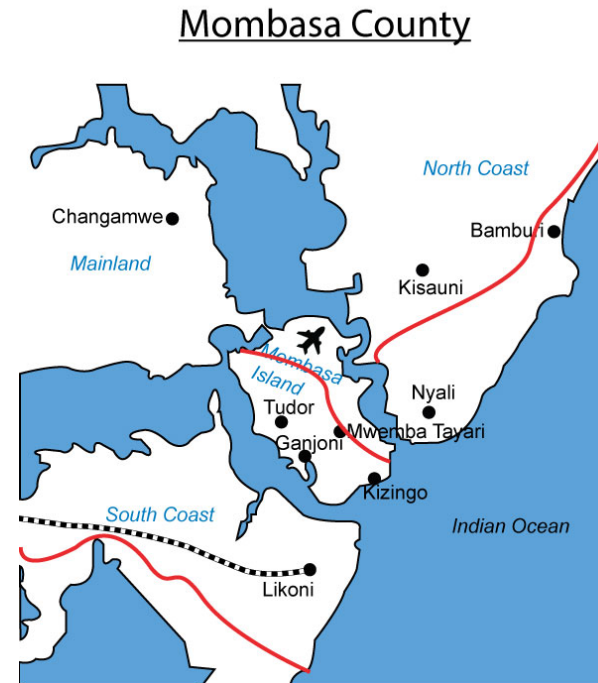 Mombasa County
North Coast
Changamwe
Bamburi
Mainland
Kisauni
Mombasa
Island
Nyali
Tudor
Mwemba Tayari
Ganjoni
Kizingo
South Coast
Indian Ocean
Likoni